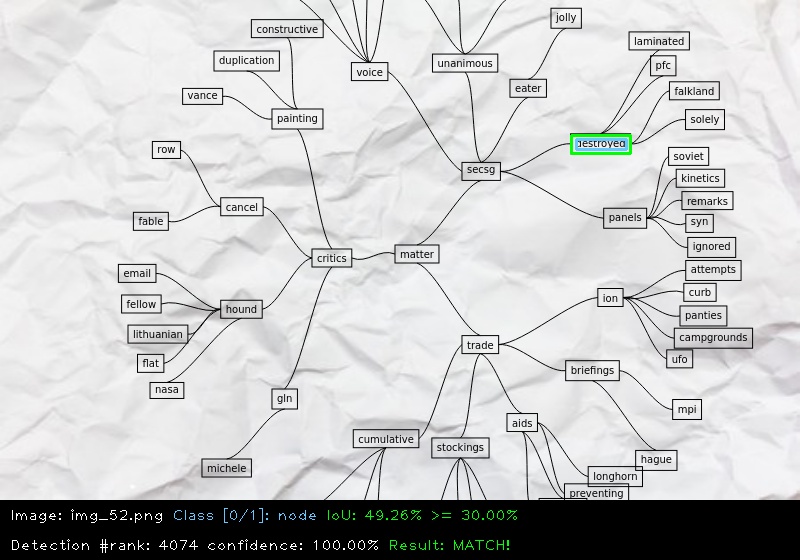 jolly
constructive
laminated
duplication
unanimous
pfc
voice
eater
falkland
vance
painting
solely
destroyed
row
soviet
secsg
kinetics
remarks
cancel
panels
syn
fable
ignored
matter
critics
attempts
email
curb
ion
fellow
hound
panties
lithuanian
campgrounds
trade
ufo
flat
briefings
nasa
gln
mpi
aids
cumulative
stockings
hague
michele
longhorn
preventing
Image: img_52.png Class [0/1]: node IoU: 49.26% >= 30.00%
Detection #rank: 4074 confidence: 100.00% Result: MATCH!